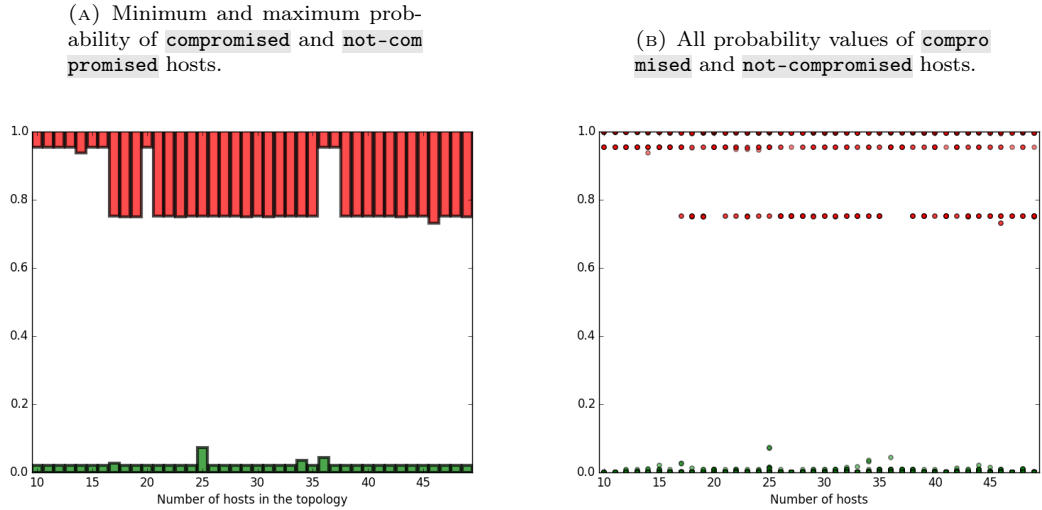 (A) Minimum and maximum prob-
ability of compromised and not-com
promised hosts.
(B) All probability values of compro
mised and not-compromised hosts.
1.0
0.8
0.6
0.4
0.2
0.0
10 15 20 25 30 35 40 45
Number of hosts in the topology
1.0
0.8
0.6
0.4
0.2
0.0
10 15 20 25 30 35 40 45
Number of hosts